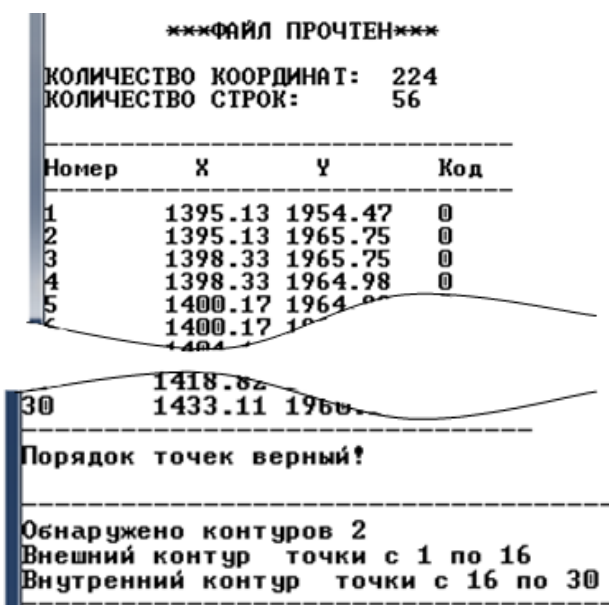 ***ФАЙЛ ПРОЧТЕН***
КОЛИЧЕСТВО КООРДИНАТ: 224
КОЛИЧЕСТВО СТРОК: 56
Номер X Y Код
1 1395.13 1954.47 0
2 1395.13 1965.75 0
3 1398.33 1965.75 0
4 1398.33 1964.98 0
5 1400.17
1400.17
1418.82
30 1433.11
Порядок точек верный!
Обнаружено контуров 2
Внешний контур точки с 1 по 16
Внутренний контур точки с 16 по 30